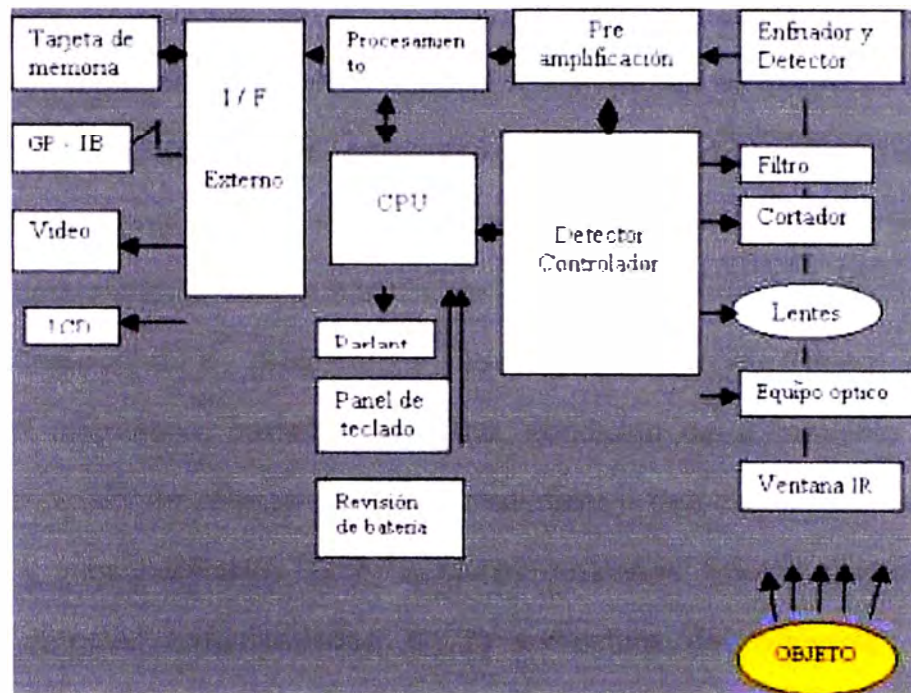 Tarjeta de
memoria
I / F
Externo
Procesamien
to
Pre
amplificación
Enfriador y
Detector
GP - IB
Video
LCD
CPU
Detector
Controlador
Filtro
Cortador
Lentes
Equipo optico
Ventana IR
Parlant
Panel de
teclado
Revisión
de bateria
OBJETO